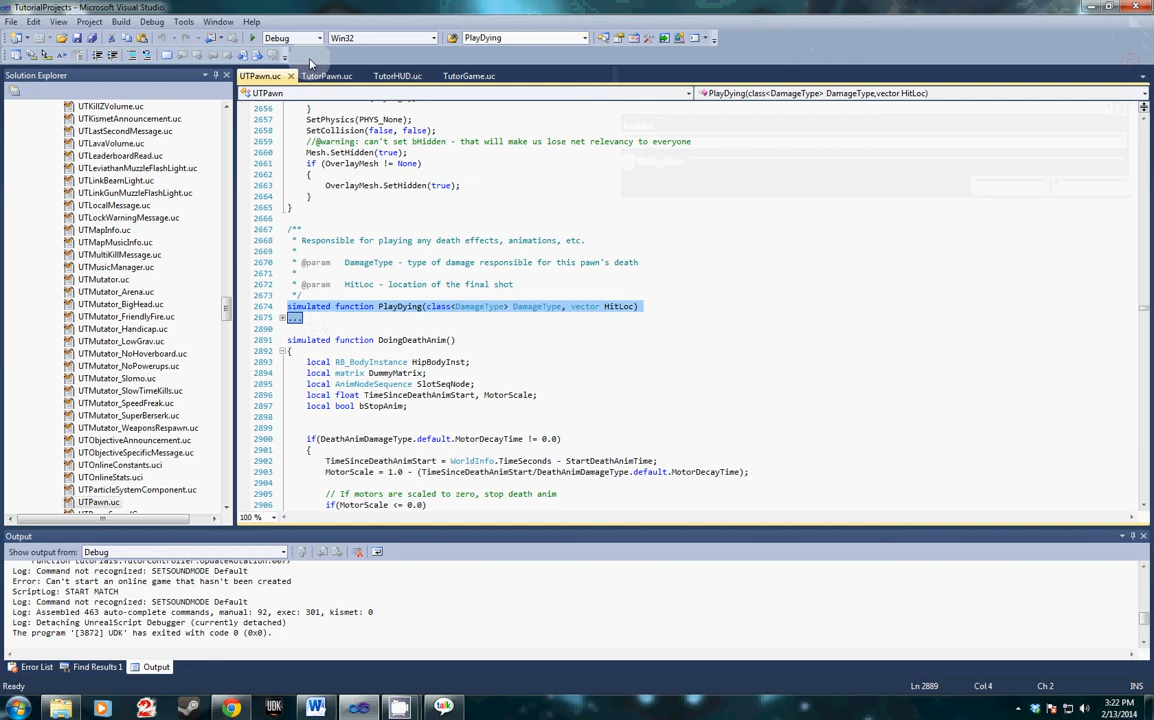 TutorialProjects - Microsoft Visual Studio
File Edit View Project Build Debug Tools Window Help
Debug Win32 PlayDying
Solution Explorer
UTPawn.uc TutorPawn.uc TutorHUD.uc TutorGame.uc
UTPawn PlayDying(class<DamageType> DamageType,vector HitLoc)
UTKillZVolume.uc
UTKismetAnnouncement.uc
UTLastSecondMessage.uc
UTLavaVolume.uc
UTLeaderboardRead.uc
UTLeviathanMuzzleFlashLight.uc
UTLinkBeamLight.uc
UTLinkGunMuzzleFlashLight.uc
UTLocalMessage.uc
UTLockWarningMessage.uc
UTMapInfo.uc
UTMapMusicInfo.uc
UTMultiKillMessage.uc
UTMusicManager.uc
UTMutator.uc
UTMutator_Arena.uc
UTMutator_BigHead.uc
UTMutator_FriendlyFire.uc
UTMutator_Handicap.uc
UTMutator_LowGrav.uc
UTMutator_NoHoverboard.uc
UTMutator_NoPowerups.uc
UTMutator_Slomo.uc
UTMutator_SlowTimeKills.uc
UTMutator_SpeedFreak.uc
UTMutator_SuperBerserk.uc
UTMutator_WeaponsRespawn.uc
UTObjectiveAnnouncement.uc
UTObjectiveSpecificMessage.uc
UTOnlineConstants.uc
UTOnlineStats.uci
UTParticleSystemComponent.uc
UTPawn.uc
2656 }
2657 SetPhysics(PHYS_None);
2658 SetCollision(false, false);
2659 //@warning: can't set bHidden - that will make us lose net relevancy to everyone
2660 Mesh.SetHidden(true);
2661 if (OverlayMesh != None)
2662 {
2663 OverlayMesh.SetHidden(true);
2664 }
2665 }
2666
2667 /**
2668 * Responsible for playing any death effects, animations, etc.
2669 *
2670 * @param DamageType - type of damage responsible for this pawn's death
2671 *
2672 * @param HitLoc - location of the final shot
2673 */
2674 simulated function PlayDying(class<DamageType> DamageType, vector HitLoc)
2675 ...
2890
2891 simulated function DoingDeathAnim()
2892 {
2893 local RB_BodyInstance HipBodyInst;
2894 local matrix DummyMatrix;
2895 local AnimNodeSequence SlotSeqNode;
2896 local float TimeSinceDeathAnimStart, MotorScale;
2897 local bool bStopAnim;
2898
2899
2900 if(DeathAnimDamageType.default.MotorDecayTime != 0.0)
2901 {
2902 TimeSinceDeathAnimStart = WorldInfo.TimeSeconds - StartDeathAnimTime;
2903 MotorScale = 1.0 - (TimeSinceDeathAnimStart/DeathAnimDamageType.default.MotorDecayTime);
2904
2905 // If motors are scaled to zero, stop death anim
2906 if(MotorScale <= 0.0)
100 %
Output
Show output from: Debug
Log: Command not recognized: SETSOUNDMODE Default
Error: Can't start an online game that hasn't been created
ScriptLog: START MATCH
Log: Command not recognized: SETSOUNDMODE Default
Log: Assembled 463 auto-complete commands, manual: 92, exec: 301, kismet: 0
Log: Detaching UnrealScript Debugger (currently detached)
The program '[3872] UDK' has exited with code 0 (0x0).
Error List Find Results 1 Output
Ready Ln 2889 Col 4 Ch 2 INS
UDK talk
3:22 PM
2/13/2014